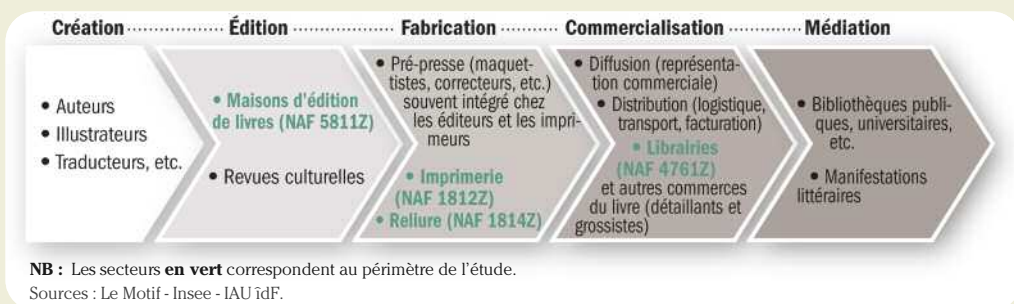 Création Édition Fabrication Commercialisation Médiation
• Auteurs
• Illustrateurs
• Traducteurs, etc.
• Maisons d'édition
de livres (NAF 5811Z)
• Revues culturelles
• Pré-presse (maquet-
tistes, correcteurs, etc.)
souvent intégré chez
les éditeurs et les impri-
meurs
• Imprimerie
(NAF 1812Z)
• Reliure (NAF 1814Z)
• Diffusion (représenta-
tion commerciale)
• Distribution (logistique,
transport, facturation)
• Librairies
(NAF 4761Z)
et autres commerces
du livre (détaillants et
grossistes)
• Bibliothèques publi-
ques, universitaires,
etc.
• Manifestations
littéraires
NB : Les secteurs en vert correspondent au périmètre de l'étude.
Sources : Le Motif - Insee - IAU îdF.